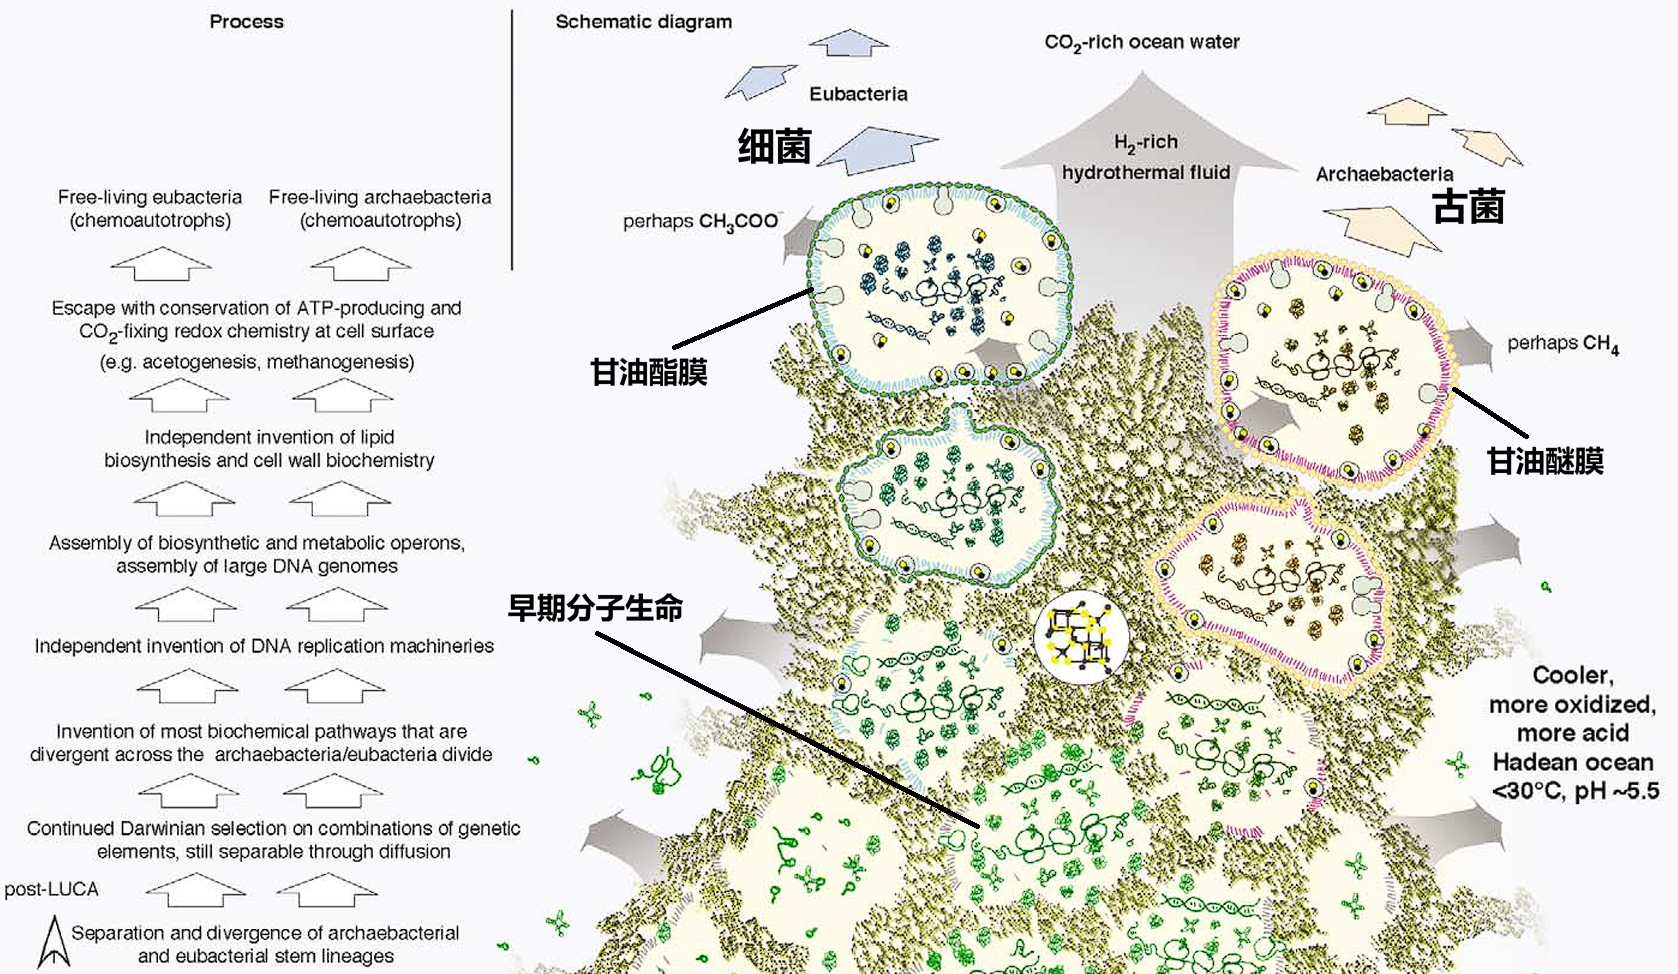 Process
Free-living eubacteria
(chemoautotrophs)
Free-living archaebacteria
(chemoautotrophs)
Escape with conservation of ATP-producing and
CO₂-fixing redox chemistry at cell surface
(e.g. acetogenesis, methanogenesis)
Independent invention of lipid
biosynthesis and cell wall biochemistry
Assembly of biosynthetic and metabolic operons,
assembly of large DNA genomes
Independent invention of DNA replication machineries
Invention of most biochemical pathways that are
divergent across the archaebacteria/eubacteria divide
Continued Darwinian selection on combinations of genetic
elements, still separable through diffusion
post-LUCA
Separation and divergence of archaebacterial
and eubacterial stem lineages
Schematic diagram
Eubacteria
细菌
perhaps CH₃COO⁻
甘油酯膜
早期分子生命
CO₂-rich ocean water
H₂-rich
hydrothermal fluid
Archaebacteria
古菌
perhaps CH₄
甘油醚膜
Cooler,
more oxidized,
more acid
Hadean ocean
<30°C, pH ~5.5